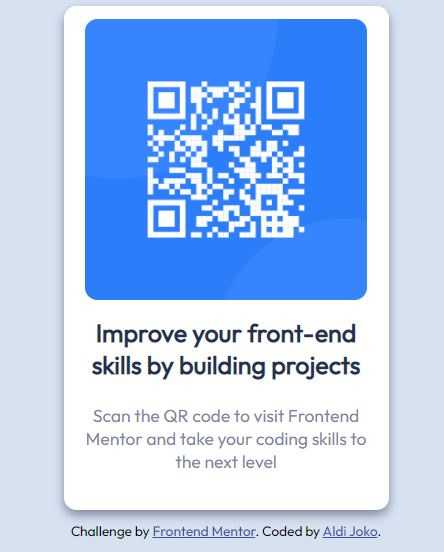 Improve your front-end
skills by building projects
Scan the QR code to visit Frontend
Mentor and take your coding skills to
the next level
Challenge by Frontend Mentor. Coded by Aldi Joko.